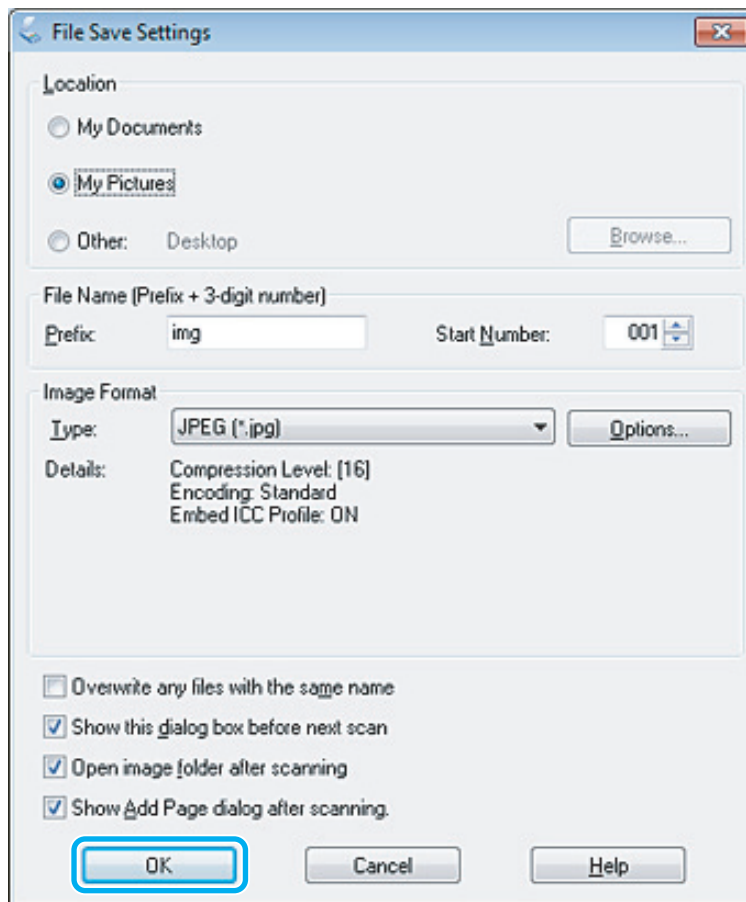 File Save Settings
Location
My Documents
My Pictures
Other: Desktop Browse...
File Name (Prefix + 3-digit number)
Prefix: img Start Number: 001
Image Format
Type: JPEG (*.jpg) Options...
Details: Compression Level: [16]
Encoding: Standard
Embed ICC Profile: ON
Overwrite any files with the same name
Show this dialog box before next scan
Open image folder after scanning
Show Add Page dialog after scanning.
OK Cancel Help